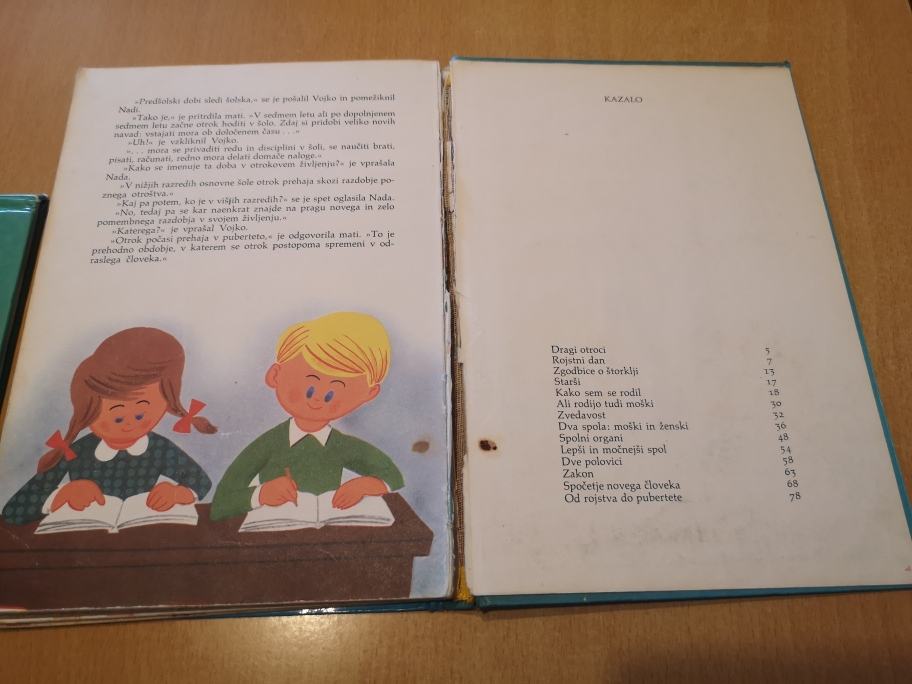 »Predšolski dobi sledi šolska,« se je pošalil Vojko in pomežiknil
Nadi.
»Tako je,« je pritrdila mati. »V sedmem letu ali po dopolnjenem
sedmem letu začne otrok hoditi v šolo. Zdaj si pridobi veliko novih
navad: vstajati mora ob določenem času . . .«
»Uh!« je vzkliknil Vojko.
». . . mora se privaditi redu in disciplini v šoli, se naučiti brati,
pisati, računati, redno mora delati domače naloge.«
»Kako se imenuje ta doba v otrokovem življenju?« je vprašala
Nada.
»V nižjih razredih osnovne šole otrok prehaja skozi razdobje po-
znega otroštva.«
»Kaj pa potem, ko je v višjih razredih?« se je spet oglasila Nada.
»No, tedaj pa se kar naenkrat znajde na pragu novega in zelo
pomembnega razdobja v svojem življenju.«
»Katerega?« je vprašal Vojko.
»Otrok počasi prehaja v puberteto,« je odgovorila mati. »To je
prehodno obdobje, v katerem se otrok postopoma spremeni v od-
raslega človeka.«
KAZALO
Dragi otroci 5
Rojstni dan 7
Zgodbice o štorklji 13
Starši 17
Kako sem se rodil 18
Ali rodijo tudi moški 30
Zvedavost 32
Dva spola: moški in ženski 36
Spolni organi 48
Lepši in močnejši spol 54
Dve polovici 58
Zakon 63
Spočetje novega človeka 68
Od rojstva do pubertete 78